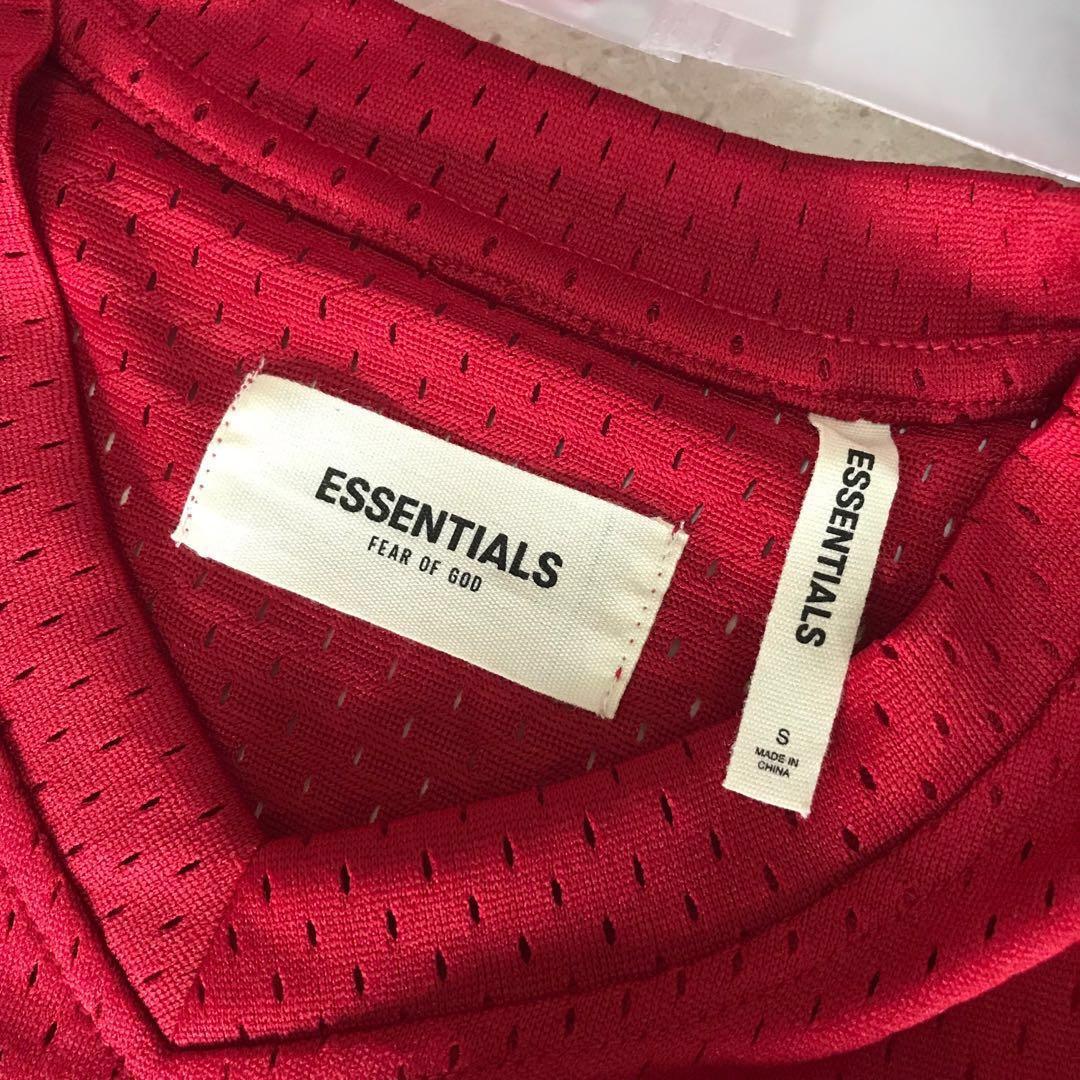 ESSENTIALS
FEAR OF GOD
ESSENTIALS
S
MADE IN
CHINA